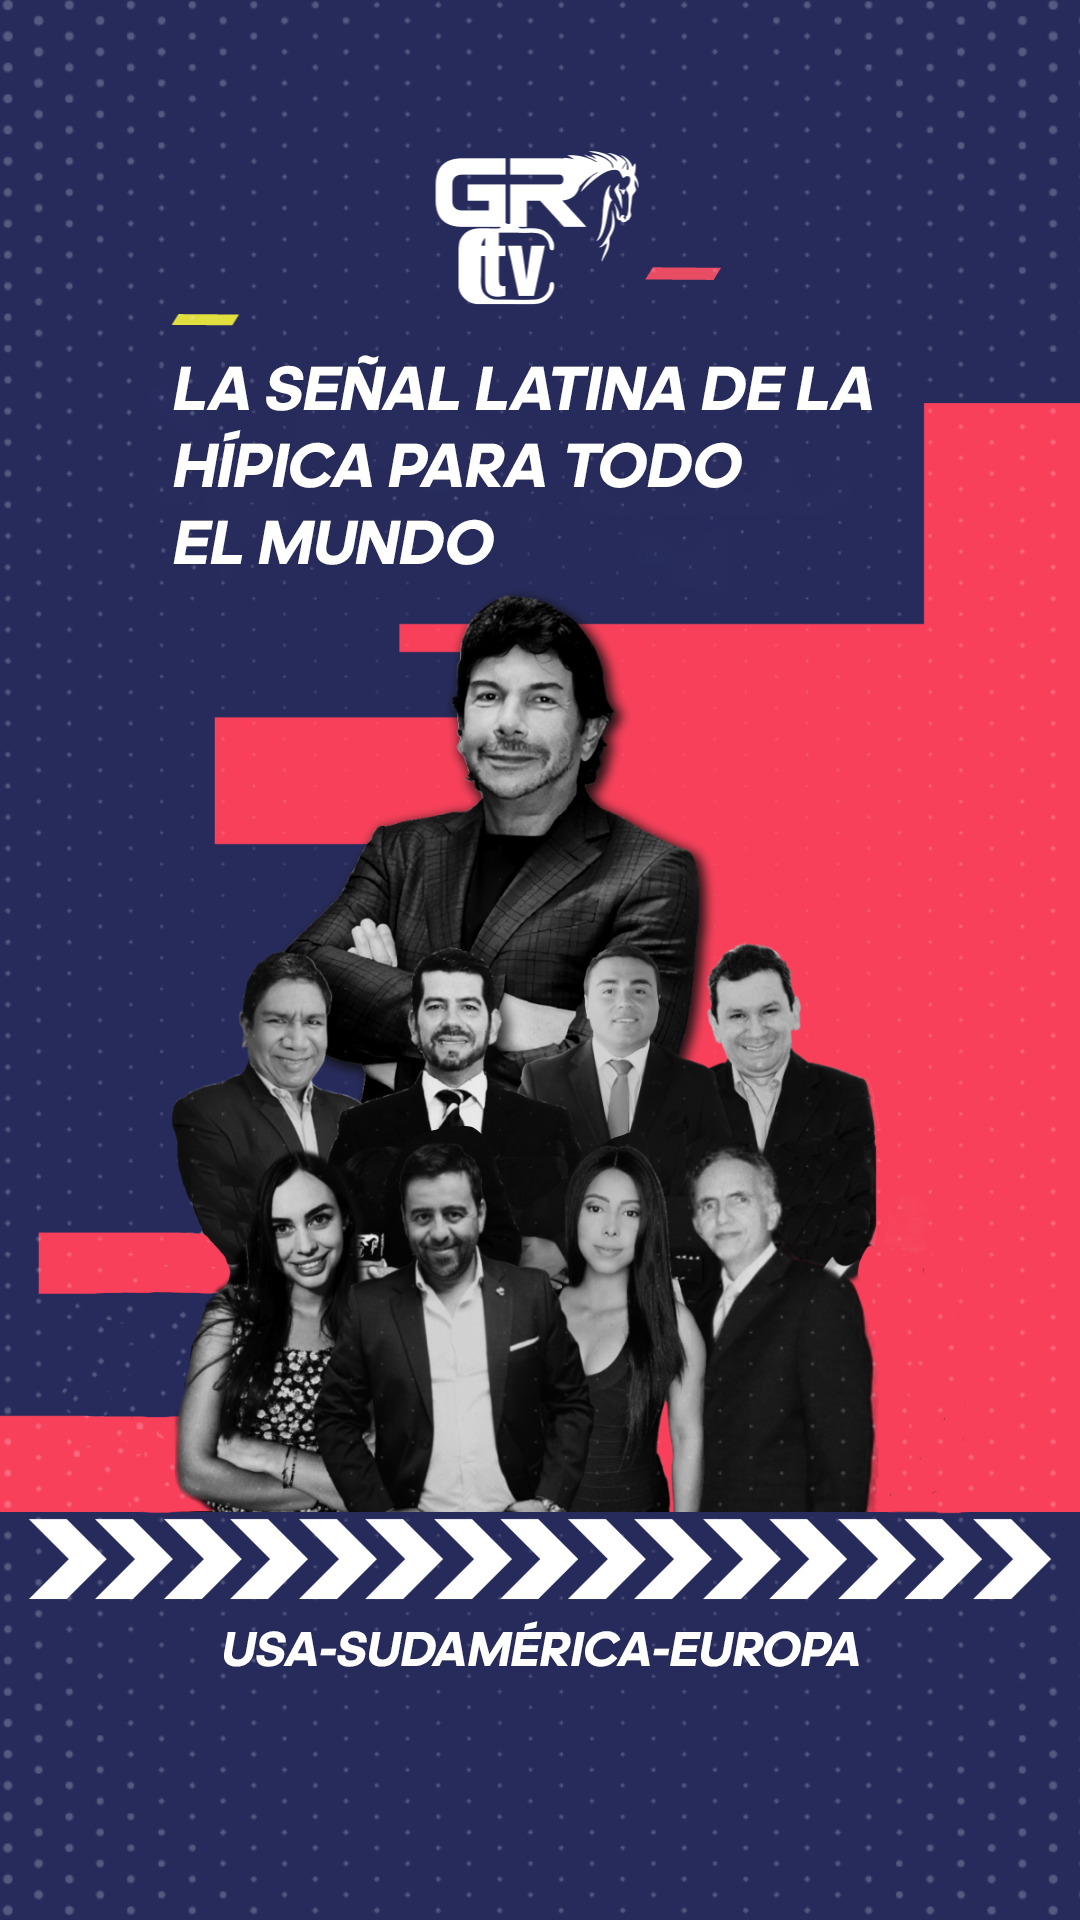 GR
tv
LA SEÑAL LATINA DE LA
HÍPICA PARA TODO
EL MUNDO
USA-SUDAMÉRICA-EUROPA